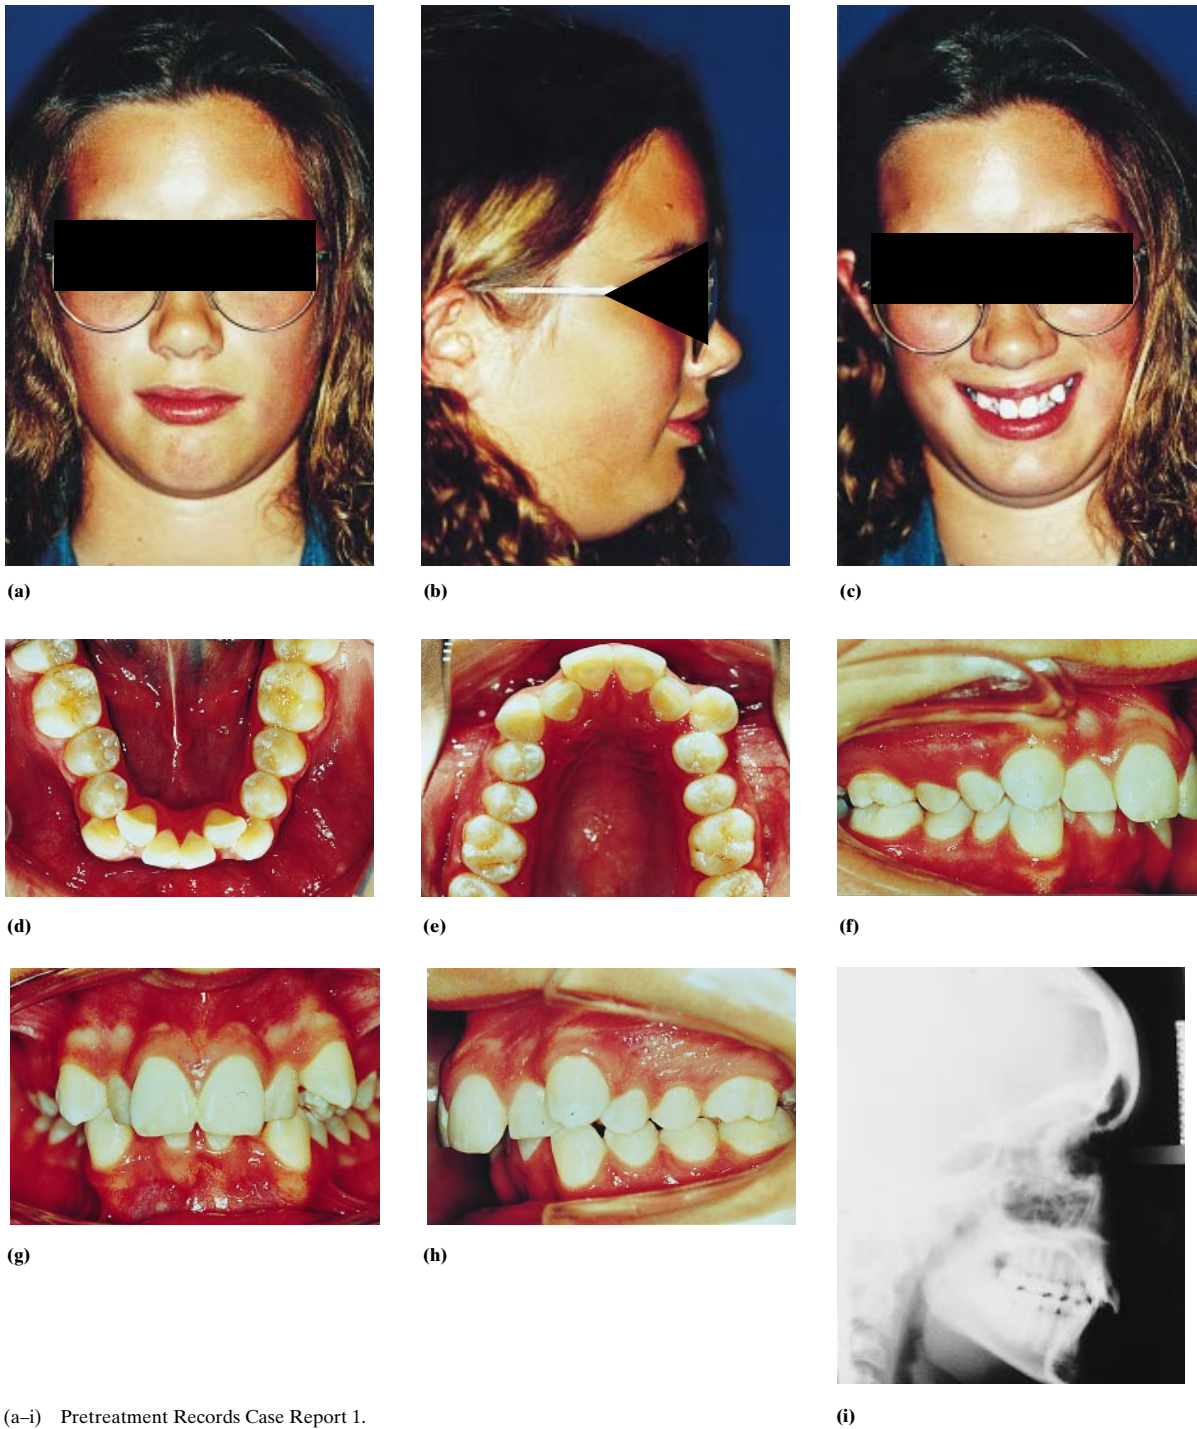 (a)
(b)
(c)
(d)
(e)
(f)
(g)
(h)
(a–i) Pretreatment Records Case Report 1.
(i)